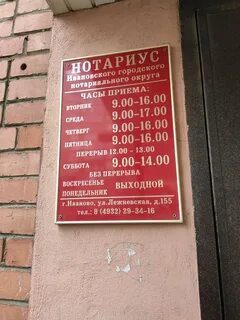 НОТАРИУС
Ивановского городского
нотариального округа
ЧАСЫ ПРИЕМА:
ВТОРНИК 9.00-16.00
СРЕДА 9.00-17.00
ЧЕТВЕРГ 9.00-16.00
ПЯТНИЦА 9.00-16.00
ПЕРЕРЫВ 12.00 - 13.00
СУББОТА 9.00-14.00
БЕЗ ПЕРЕРЫВА
ВОСКРЕСЕНЬЕ ВЫХОДНОЙ
ПОНЕДЕЛЬНИК
г.Иваново, ул.Лежневская, д.155
тел.: 8 (4932) 29-34-16